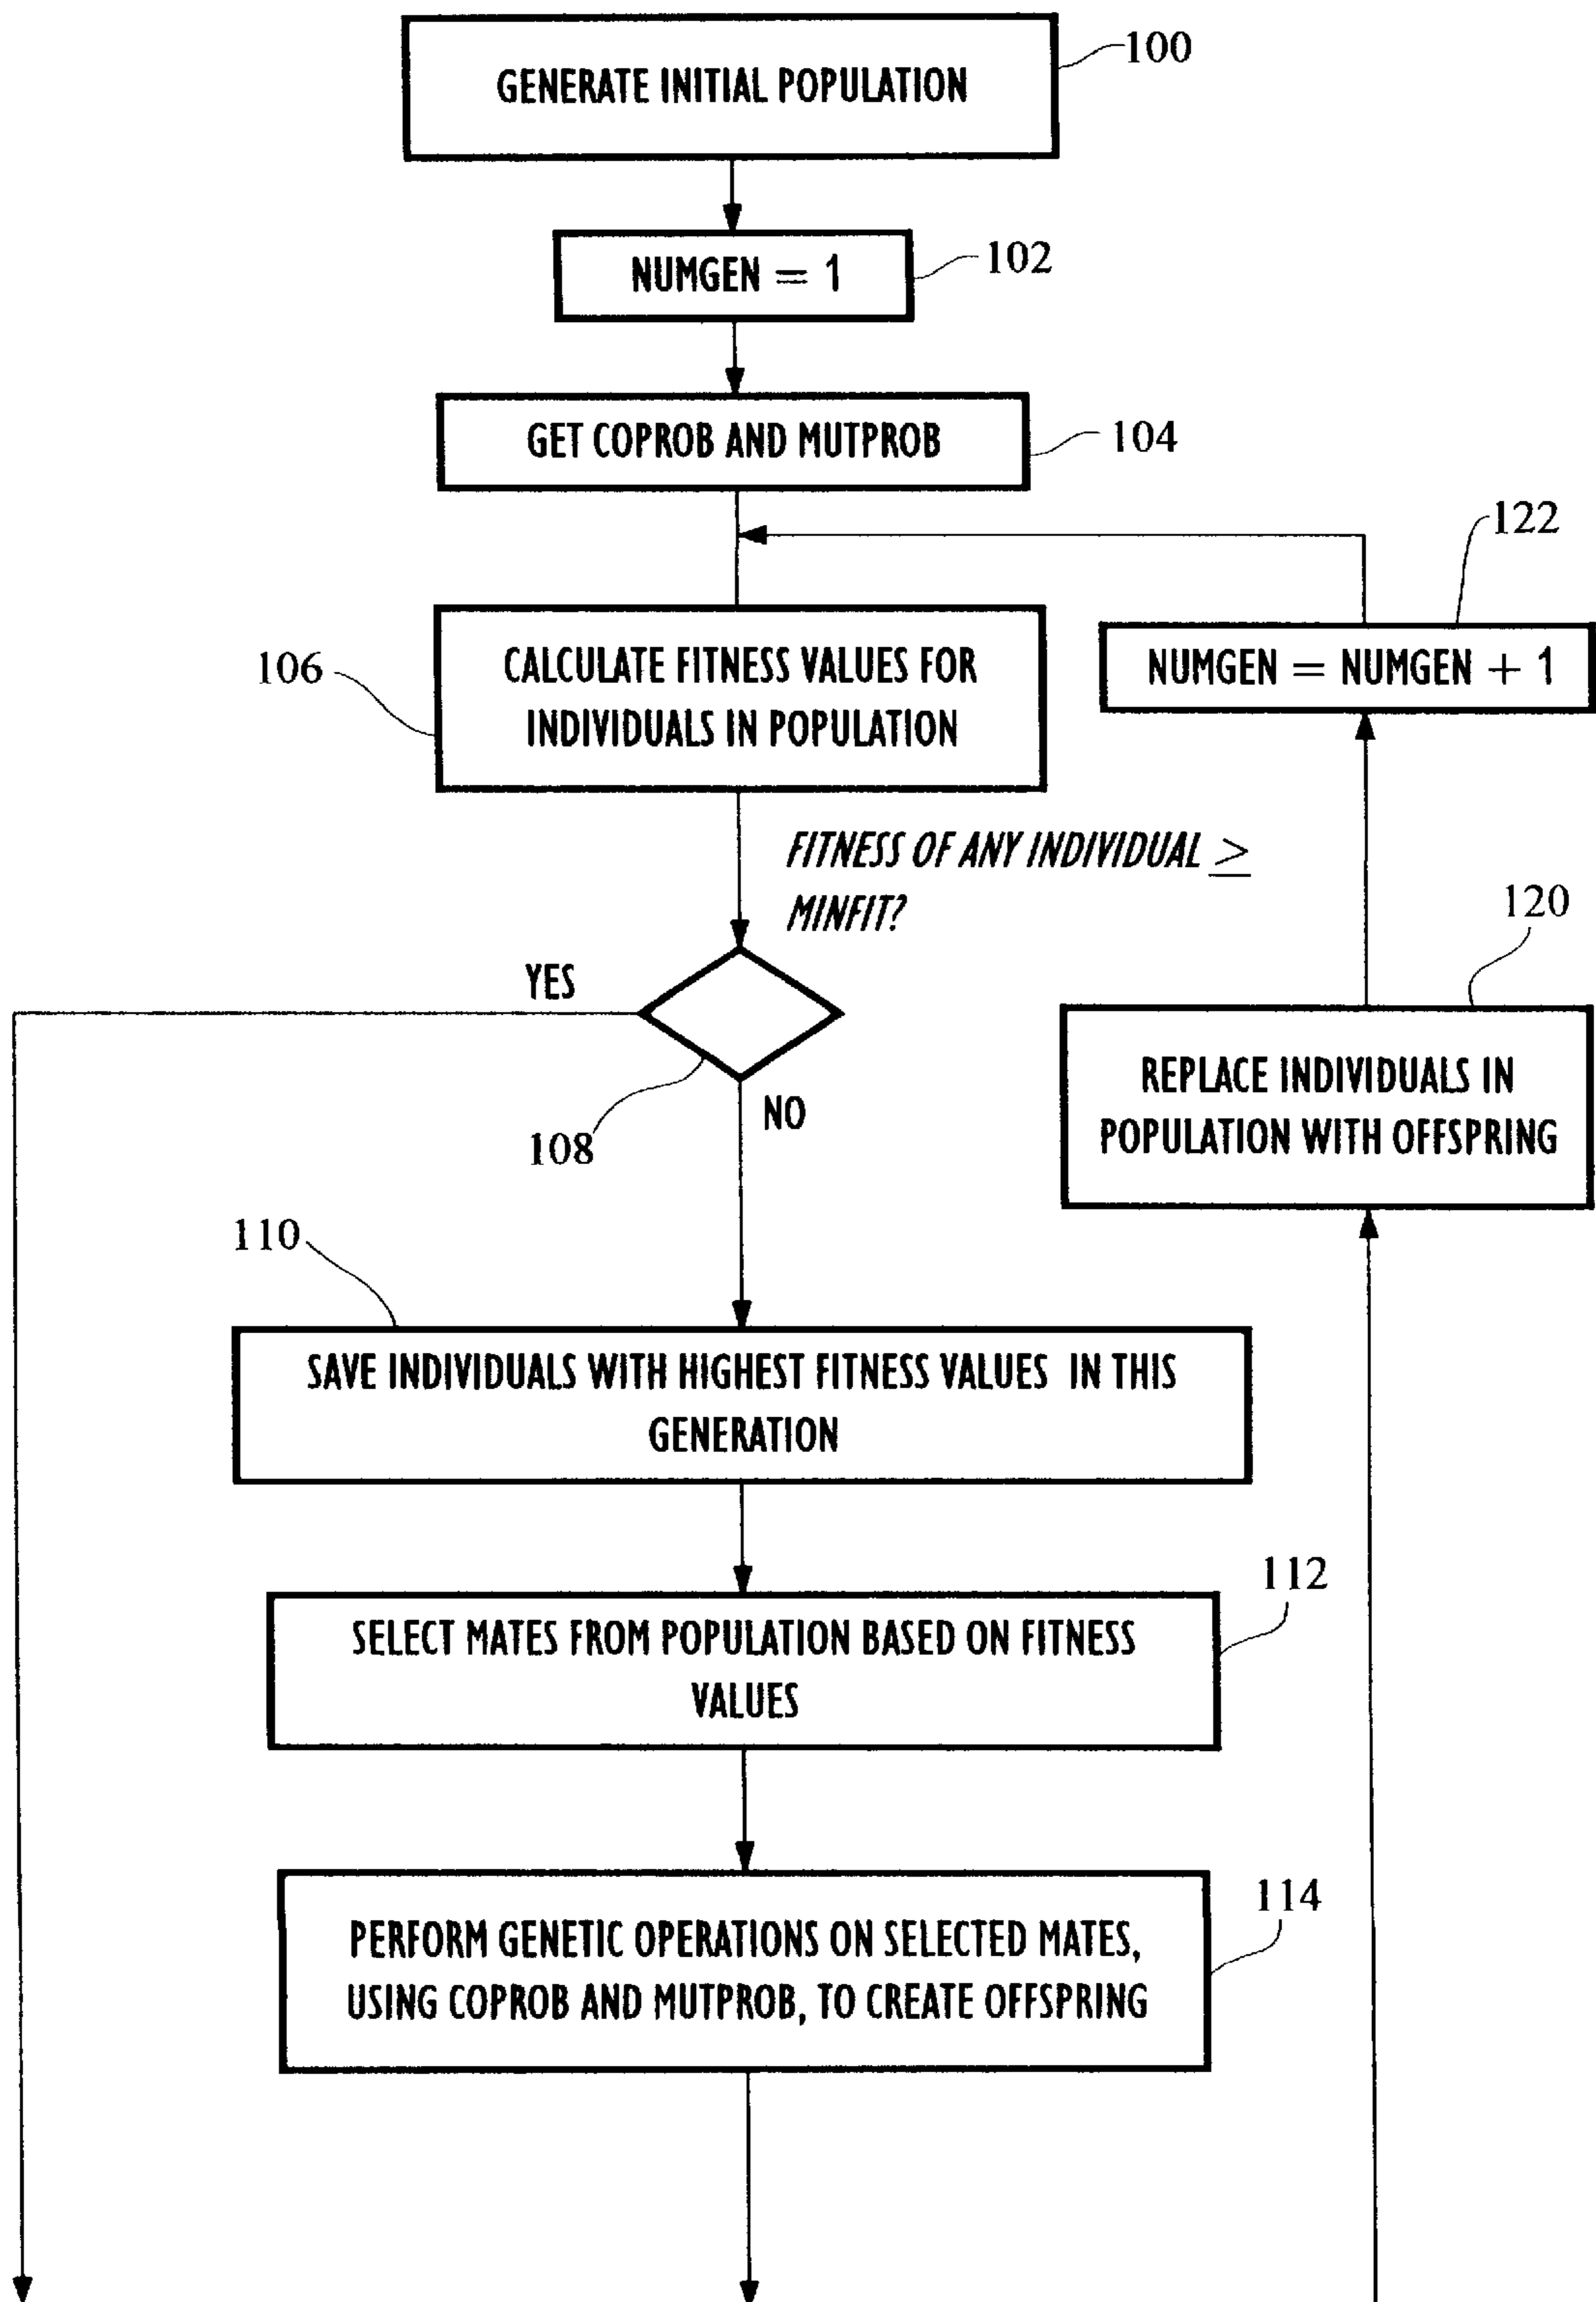 GENERATE INITIAL POPULATION
100
NUMGEN = 1
102
GET COPROB AND MUTPROB
104
122
106
CALCULATE FITNESS VALUES FOR
INDIVIDUALS IN POPULATION
NUMGEN = NUMGEN + 1
FITNESS OF ANY INDIVIDUAL ≥
MINFIT?
120
YES
108
NO
REPLACE INDIVIDUALS IN
POPULATION WITH OFFSPRING
110
SAVE INDIVIDUALS WITH HIGHEST FITNESS VALUES IN THIS
GENERATION
112
SELECT MATES FROM POPULATION BASED ON FITNESS
VALUES
114
PERFORM GENETIC OPERATIONS ON SELECTED MATES,
USING COPROB AND MUTPROB, TO CREATE OFFSPRING